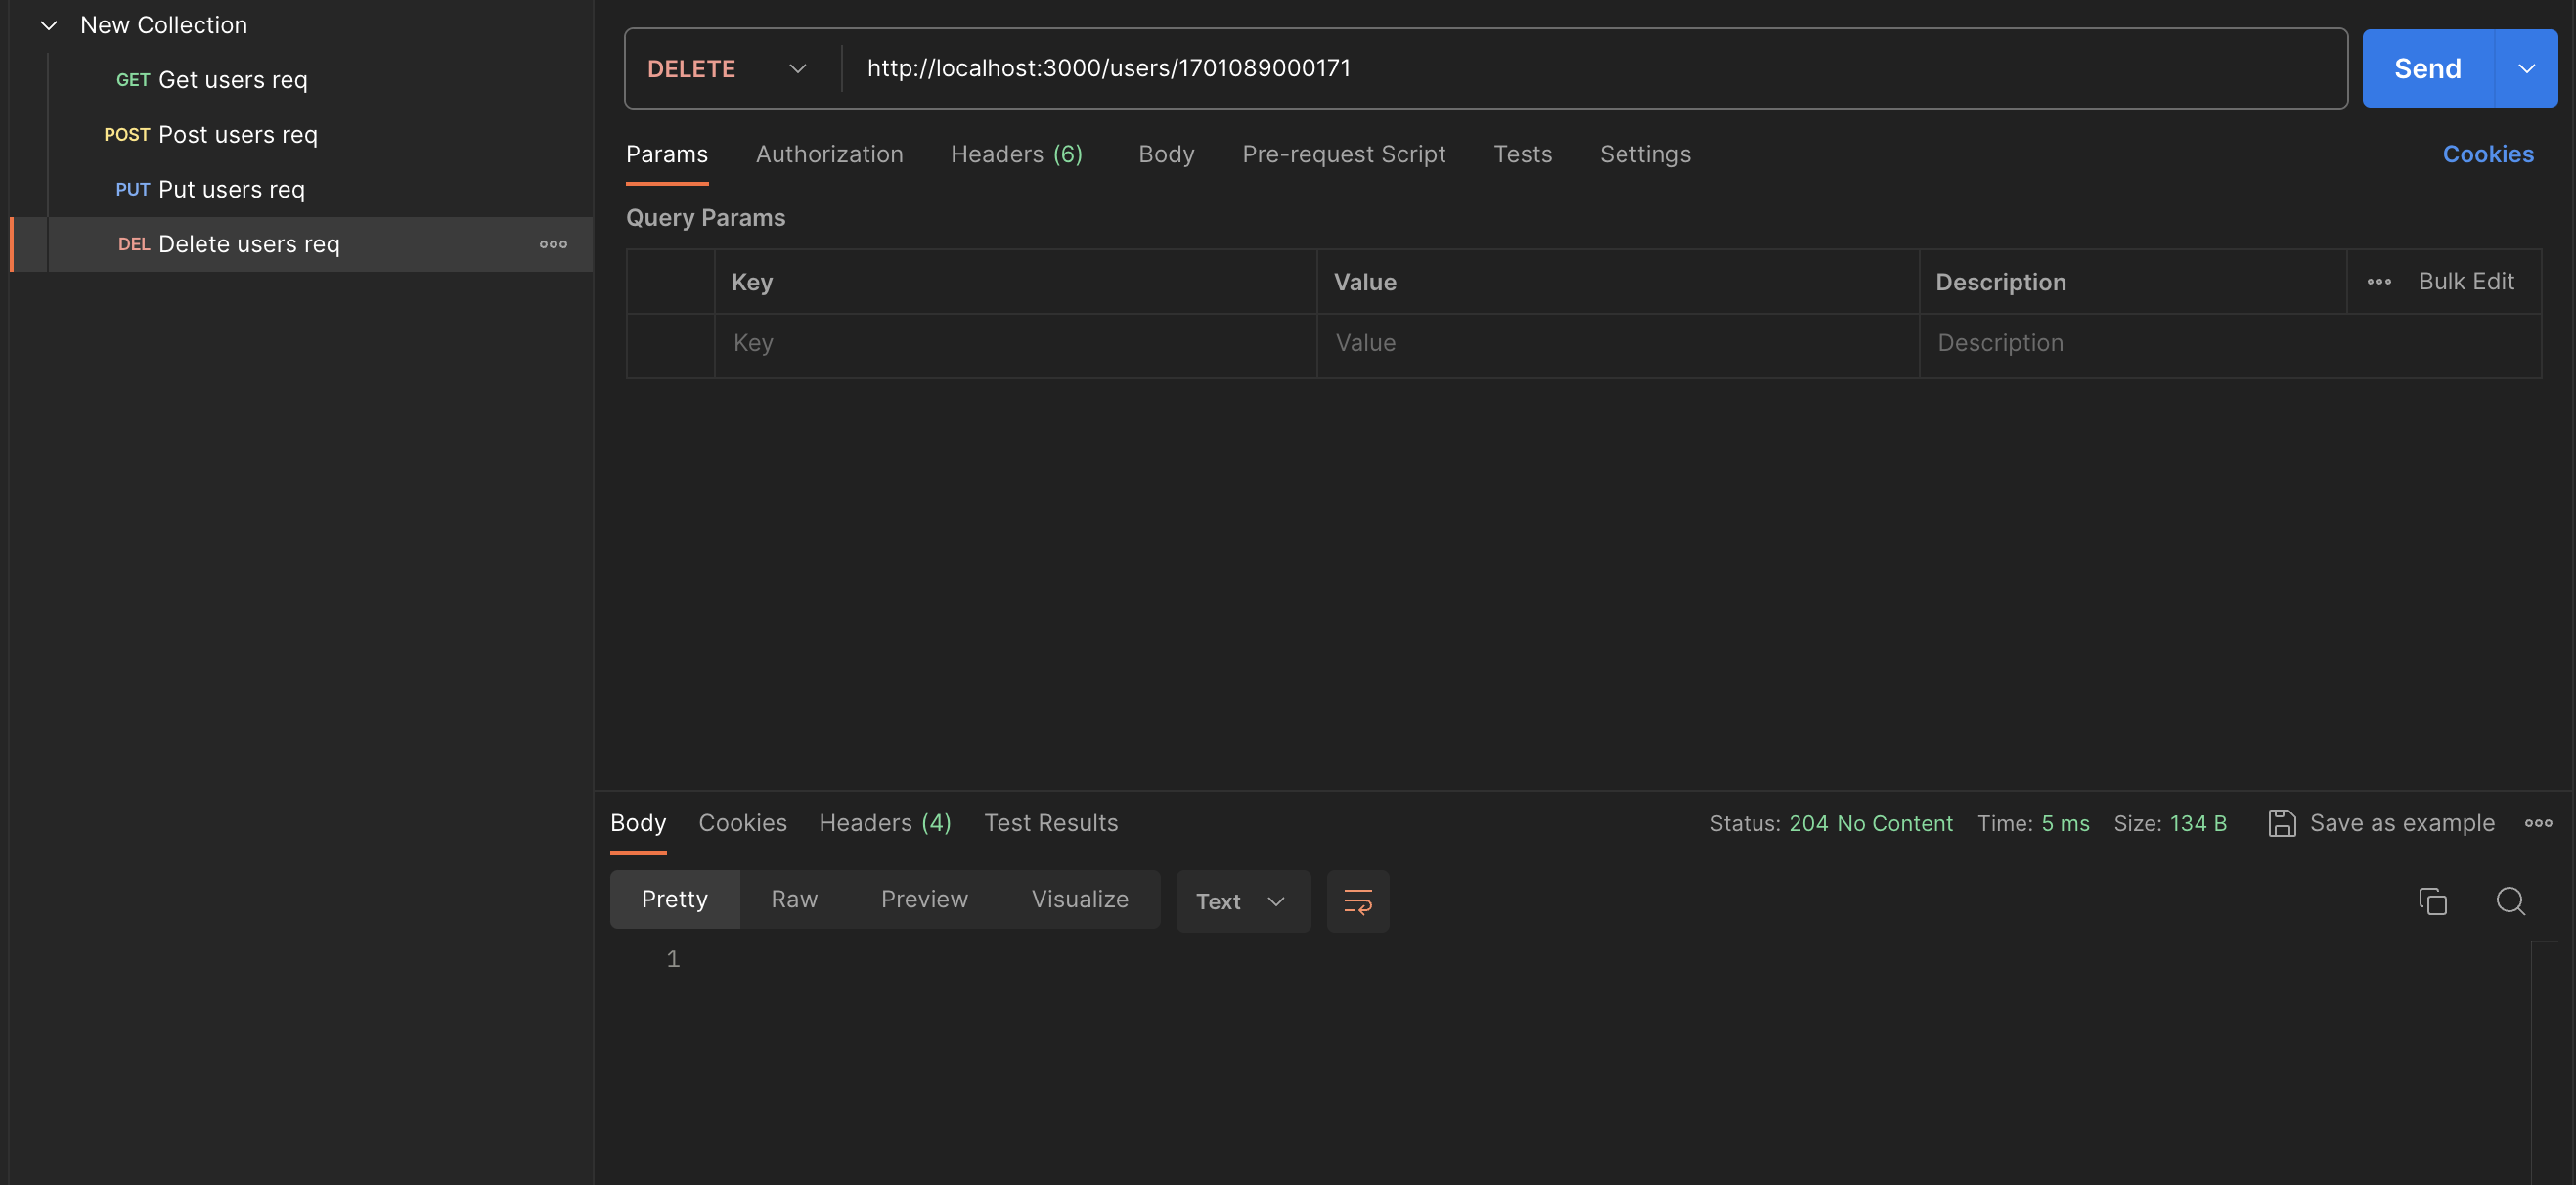 New Collection
GET Get users req
POST Post users req
PUT Put users req
DEL Delete users req
DELETE http://localhost:3000/users/1701089000171 Send
Params Authorization Headers (6) Body Pre-request Script Tests Settings Cookies
Query Params
Key Value Description Bulk Edit
Key Value Description
Body Cookies Headers (4) Test Results Status: 204 No Content Time: 5 ms Size: 134 B Save as example
Pretty Raw Preview Visualize Text
1